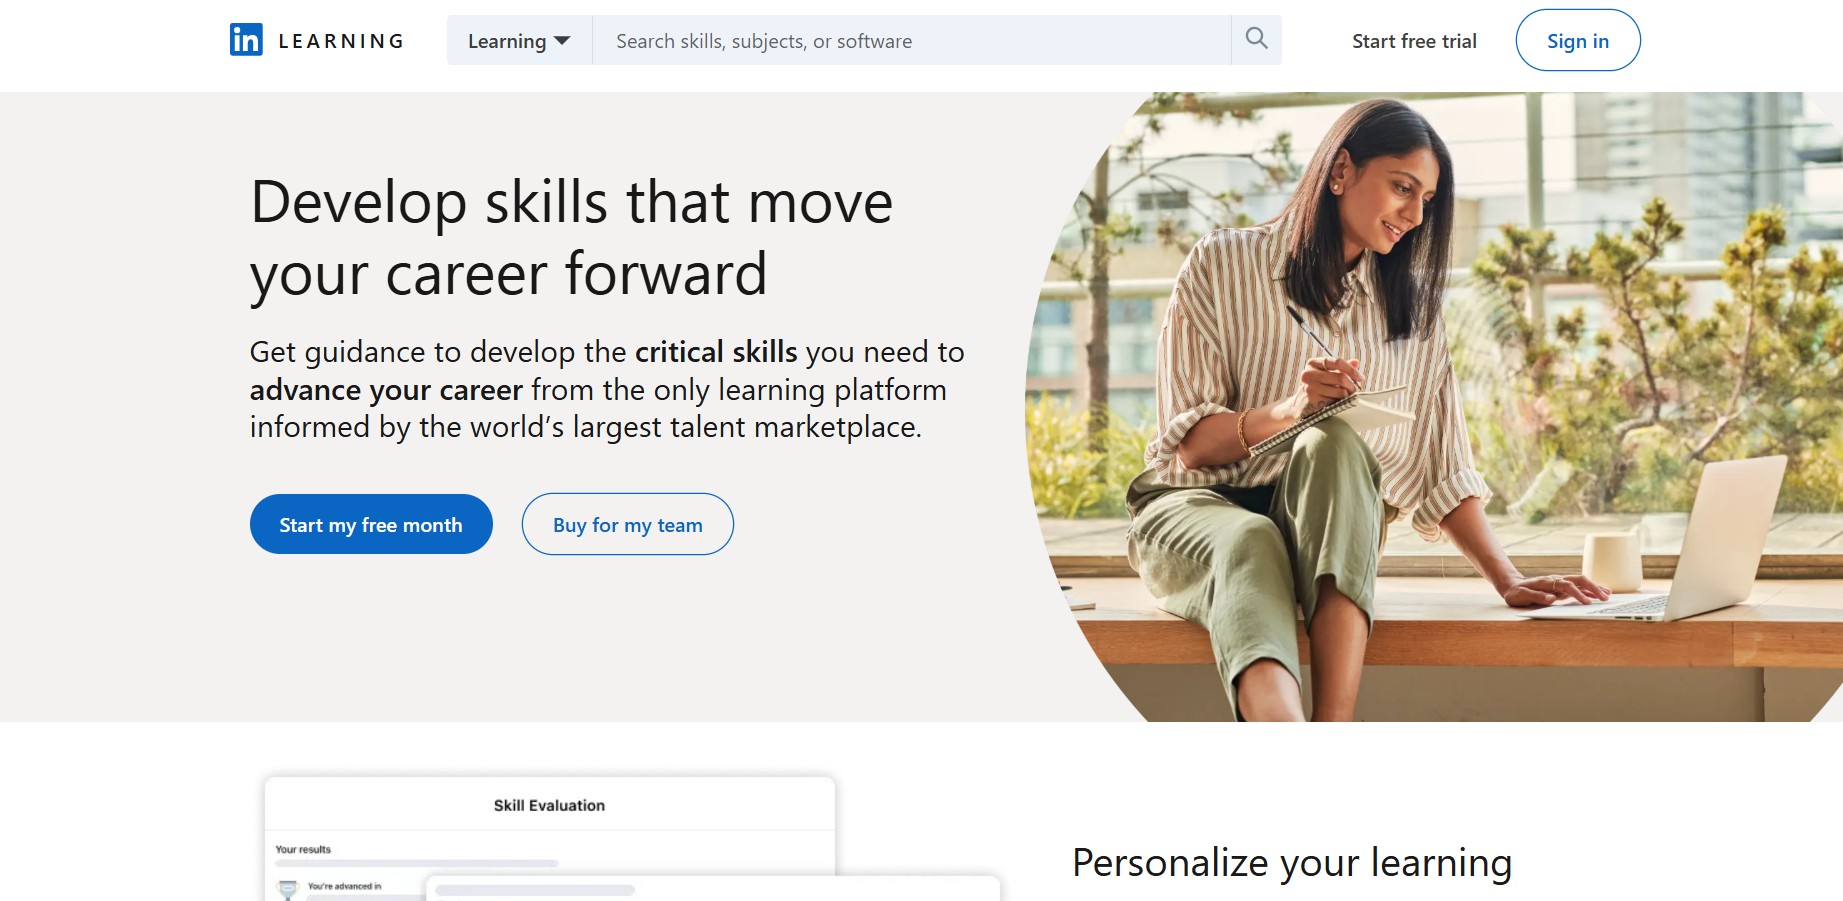 in LEARNING
Learning
Search skills, subjects, or software
Start free trial
Sign in
Develop skills that move
your career forward
Get guidance to develop the critical skills you need to
advance your career from the only learning platform
informed by the world’s largest talent marketplace.
Start my free month
Buy for my team
Skill Evaluation
Your results
You're advanced in
Personalize your learning